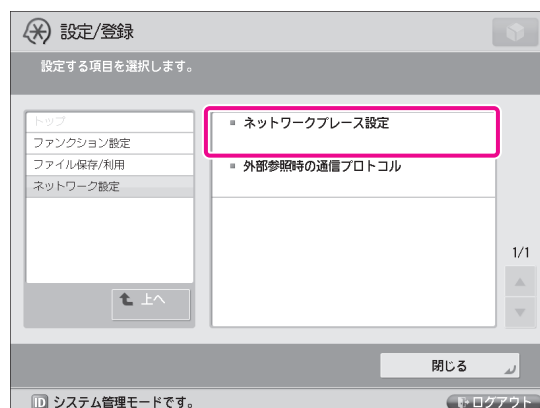 設定/登録
設定する項目を選択します。
トップ
ファンクション設定
ファイル保存/利用
ネットワーク設定
上へ
ネットワークプレース設定
外部参照時の通信プロトコル
1/1
閉じる
ID システム管理モードです。
ログアウト